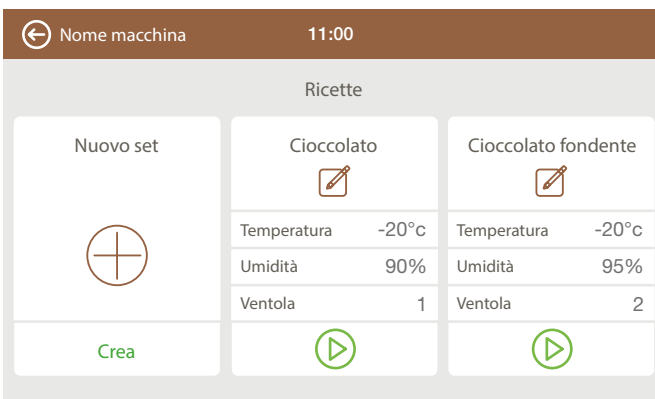 Nome macchina 11:00
Ricette
Nuovo set
Crea
Cioccolato
Temperatura -20°c
Umidità 90%
Ventola 1
Cioccolato fondente
Temperatura -20°c
Umidità 95%
Ventola 2